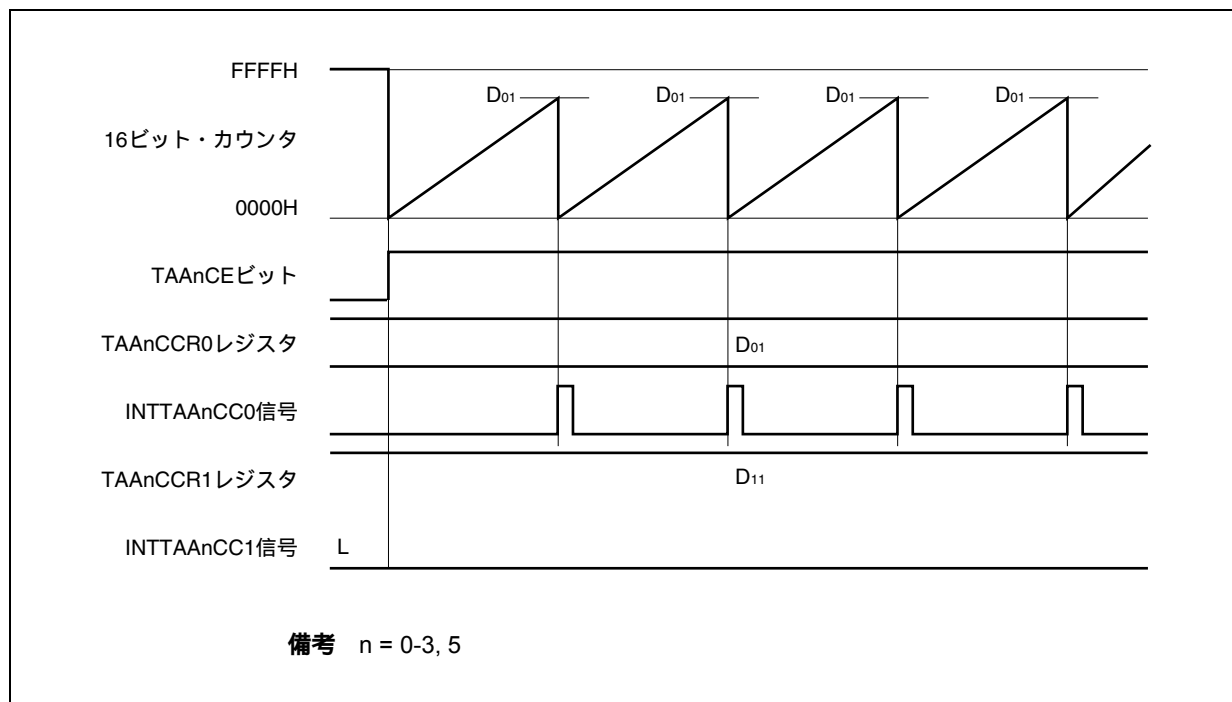 FFFFH
D01 D01 D01 D01
16ビット・カウンタ
0000H
TAAnCEビット
TAAnCCR0レジスタ D01
INTTAAnCC0信号
TAAnCCR1レジスタ D11
INTTAAnCC1信号 L
備考 n = 0-3, 5